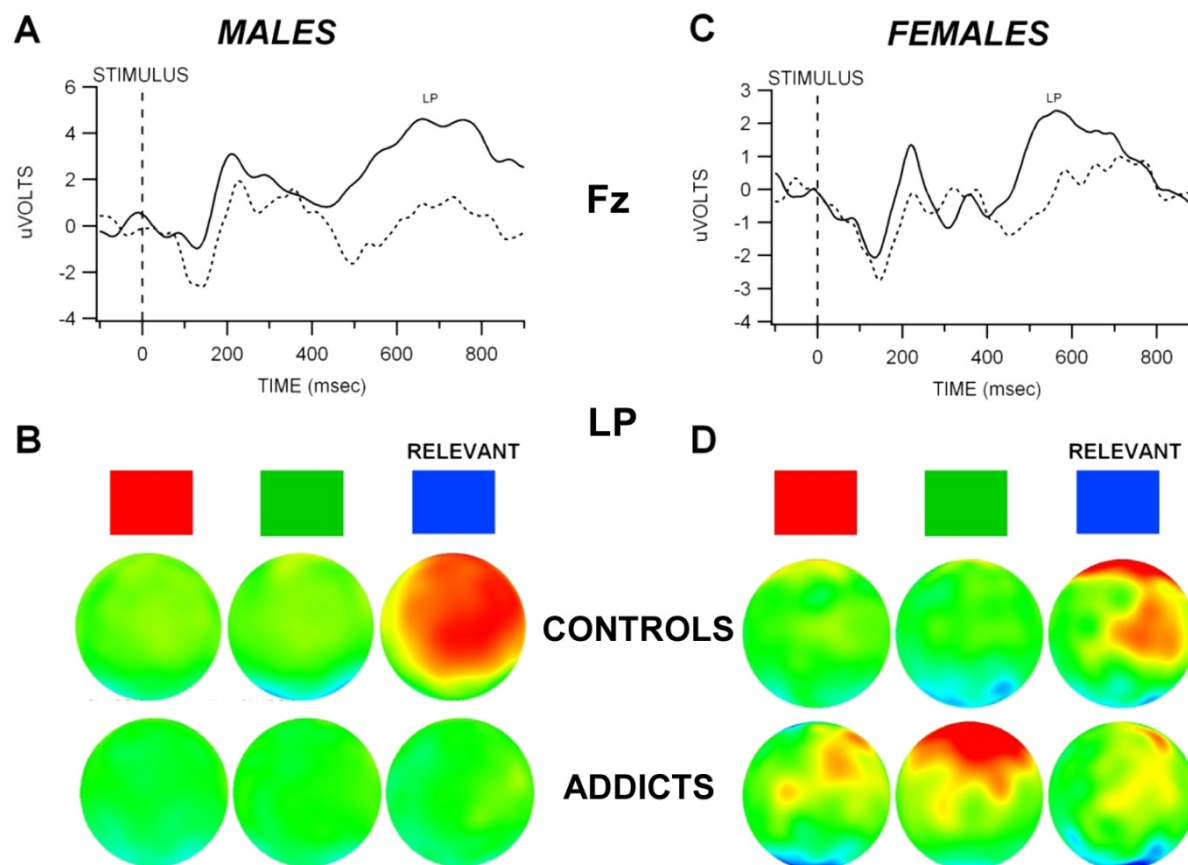 A
MALES
STIMULUS
LP
6
4
2
0
-2
-4
uVOLTS
0
200
400
600
800
TIME (msec)
Fz
C
FEMALES
STIMULUS
LP
3
2
1
0
-1
-2
-3
-4
uVOLTS
0
200
400
600
800
TIME (msec)
LP
B
RELEVANT
D
RELEVANT
CONTROLS
ADDICTS